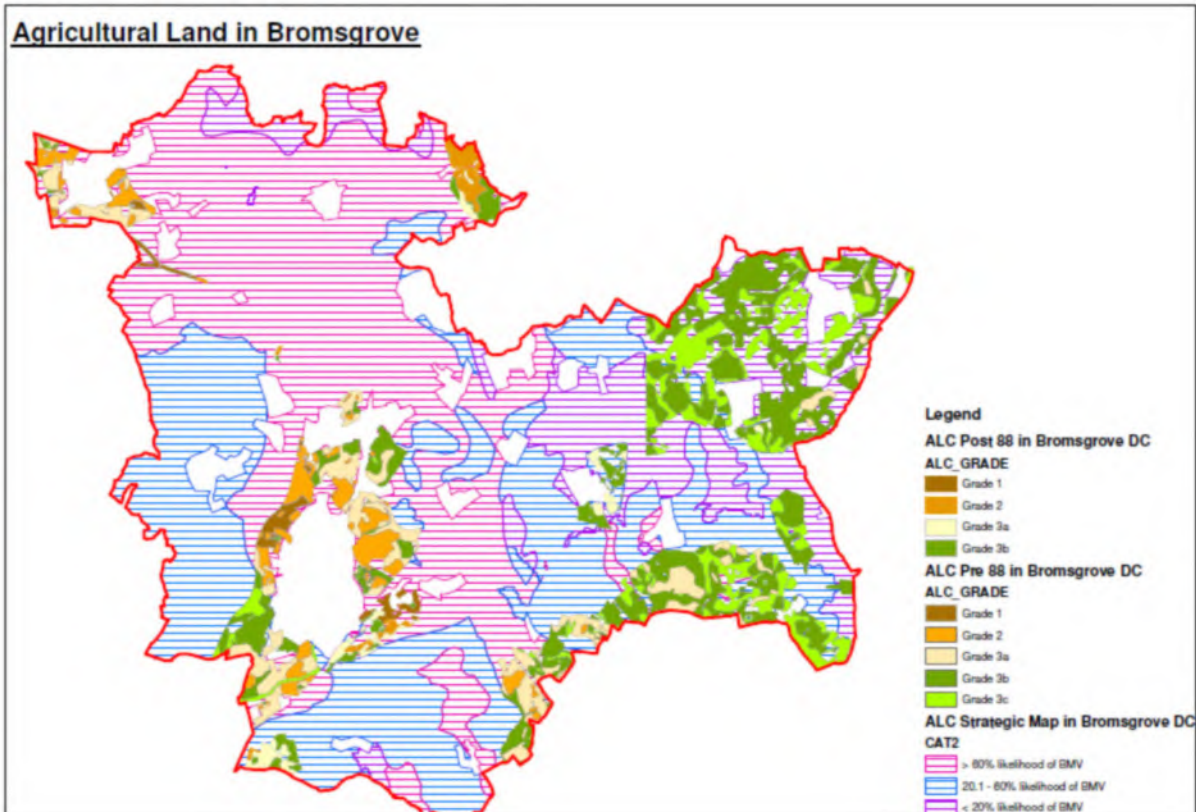 Agricultural Land in Bromsgrove
Legend
ALC Post 88 in Bromsgrove DC
ALC_GRADE
Grade 1
Grade 2
Grade 3a
Grade 3b
ALC Pre 88 in Bromsgrove DC
ALC_GRADE
Grade 1
Grade 2
Grade 3a
Grade 3b
Grade 3c
ALC Strategic Map in Bromsgrove DC
CAT2
> 60% likelihood of BMV
20.1 - 60% likelihood of BMV
< 20% likelihood of BMV